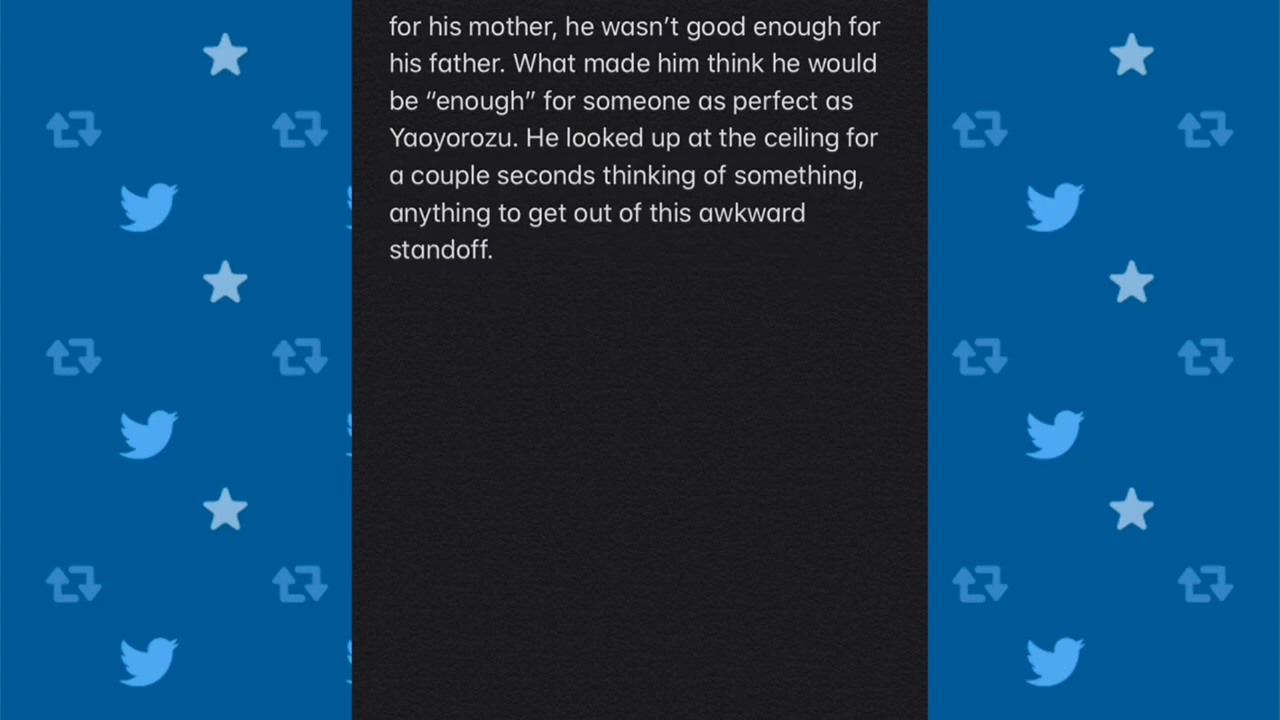 for his mother, he wasn’t good enough for
his father. What made him think he would
be “enough” for someone as perfect as
Yaoyorozu. He looked up at the ceiling for
a couple seconds thinking of something,
anything to get out of this awkward
standoff.